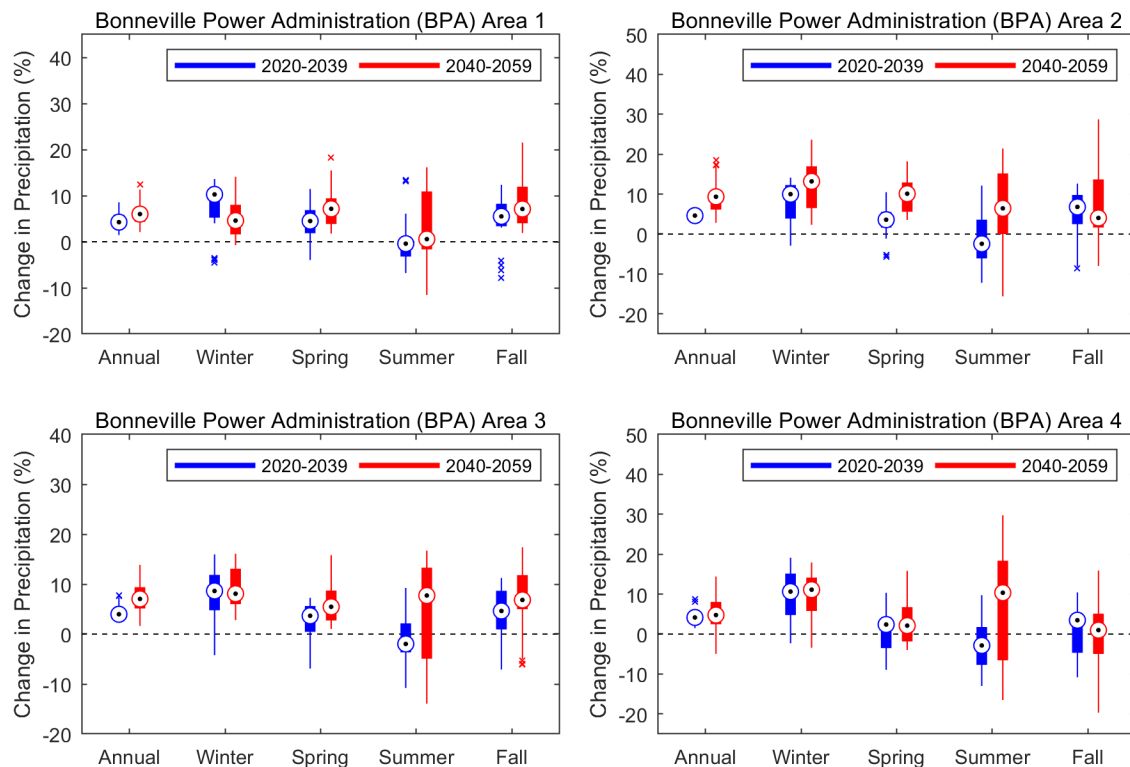 Bonneville Power Administration (BPA) Area 1
Change in Precipitation (%)
40
30
20
10
0
-10
-20
2020-2039 2040-2059
Annual Winter Spring Summer Fall
Bonneville Power Administration (BPA) Area 2
Change in Precipitation (%)
50
40
30
20
10
0
-10
-20
2020-2039 2040-2059
Annual Winter Spring Summer Fall
Bonneville Power Administration (BPA) Area 3
Change in Precipitation (%)
40
30
20
10
0
-10
-20
2020-2039 2040-2059
Annual Winter Spring Summer Fall
Bonneville Power Administration (BPA) Area 4
Change in Precipitation (%)
50
40
30
20
10
0
-10
-20
2020-2039 2040-2059
Annual Winter Spring Summer Fall